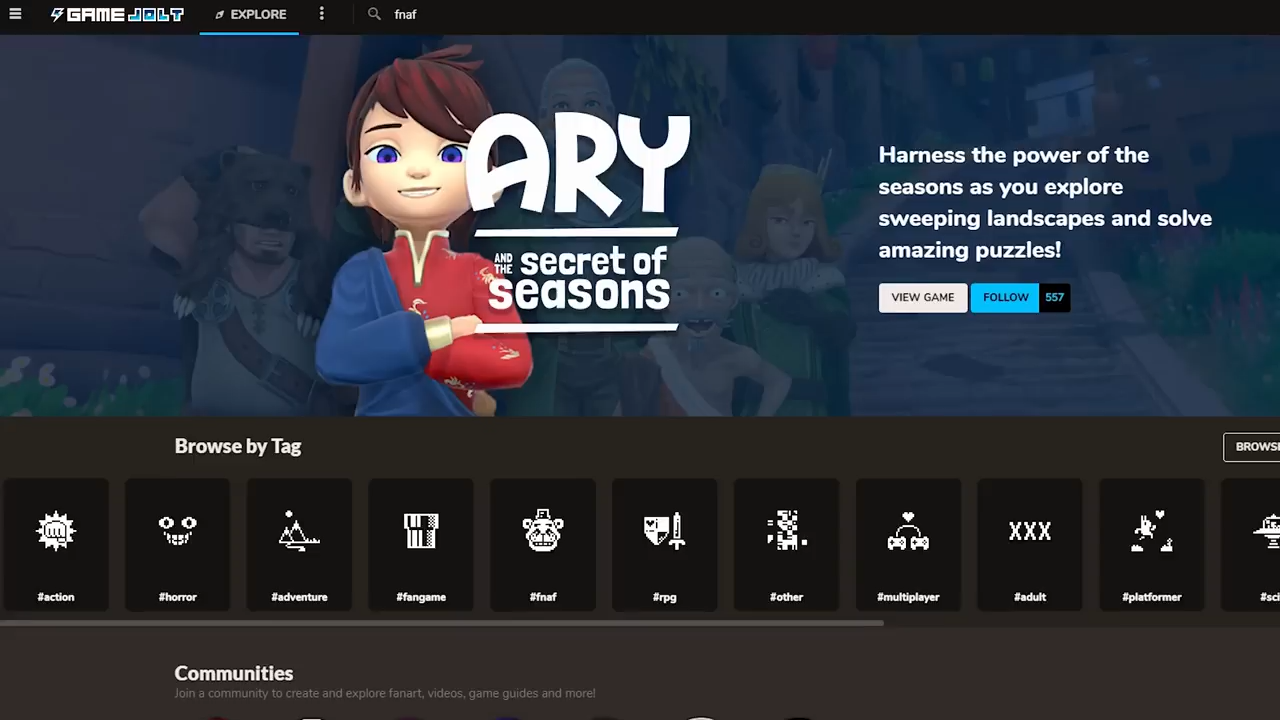 GAME JOLT
EXPLORE
fnaf
ARY
AND THE secret of
seasons
Harness the power of the
seasons as you explore
sweeping landscapes and solve
amazing puzzles!
VIEW GAME
FOLLOW
557
Browse by Tag
XXX
#action
#horror
#adventure
#fangame
#fnaf
#rpg
#other
#multiplayer
#adult
#platformer
Communities
Join a community to create and explore fanart, videos, game guides and more!